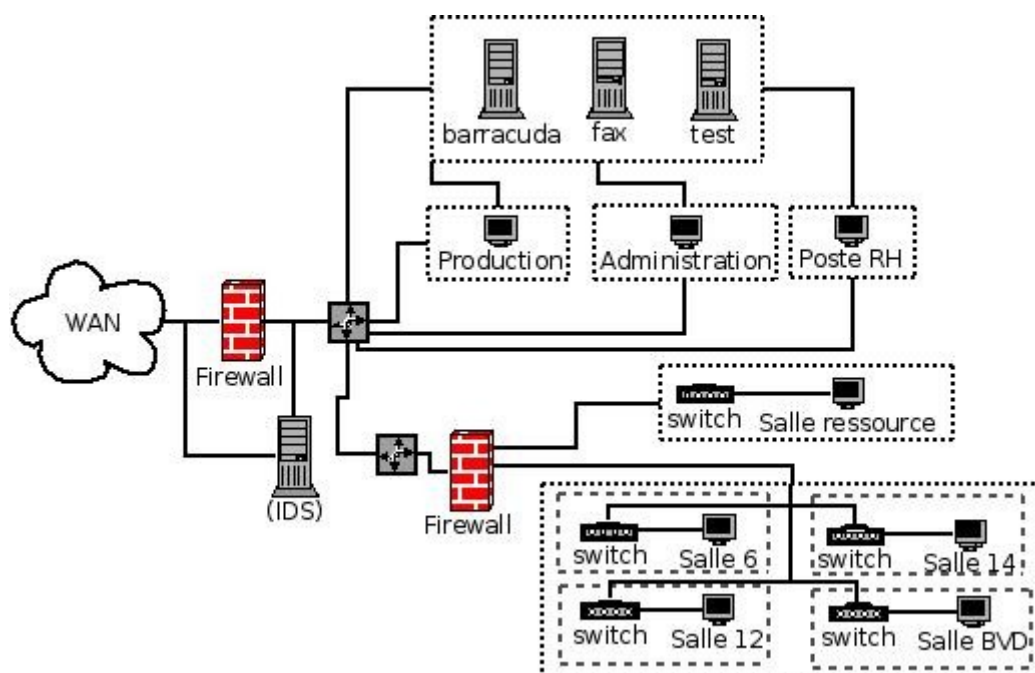 barracuda fax test
Production Administration Poste RH
WAN
Firewall
switch Salle ressource
(IDS)
Firewall
switch Salle 6 switch Salle 14
switch Salle 12 switch Salle BVD